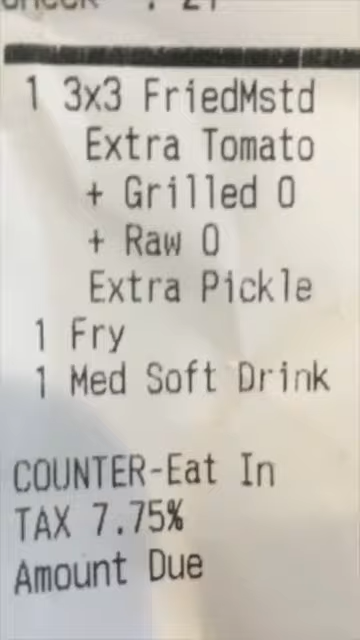 1 3x3 FriedMstd
Extra Tomato
+ Grilled O
+ Raw O
Extra Pickle
1 Fry
1 Med Soft Drink
COUNTER-Eat In
TAX 7.75%
Amount Due